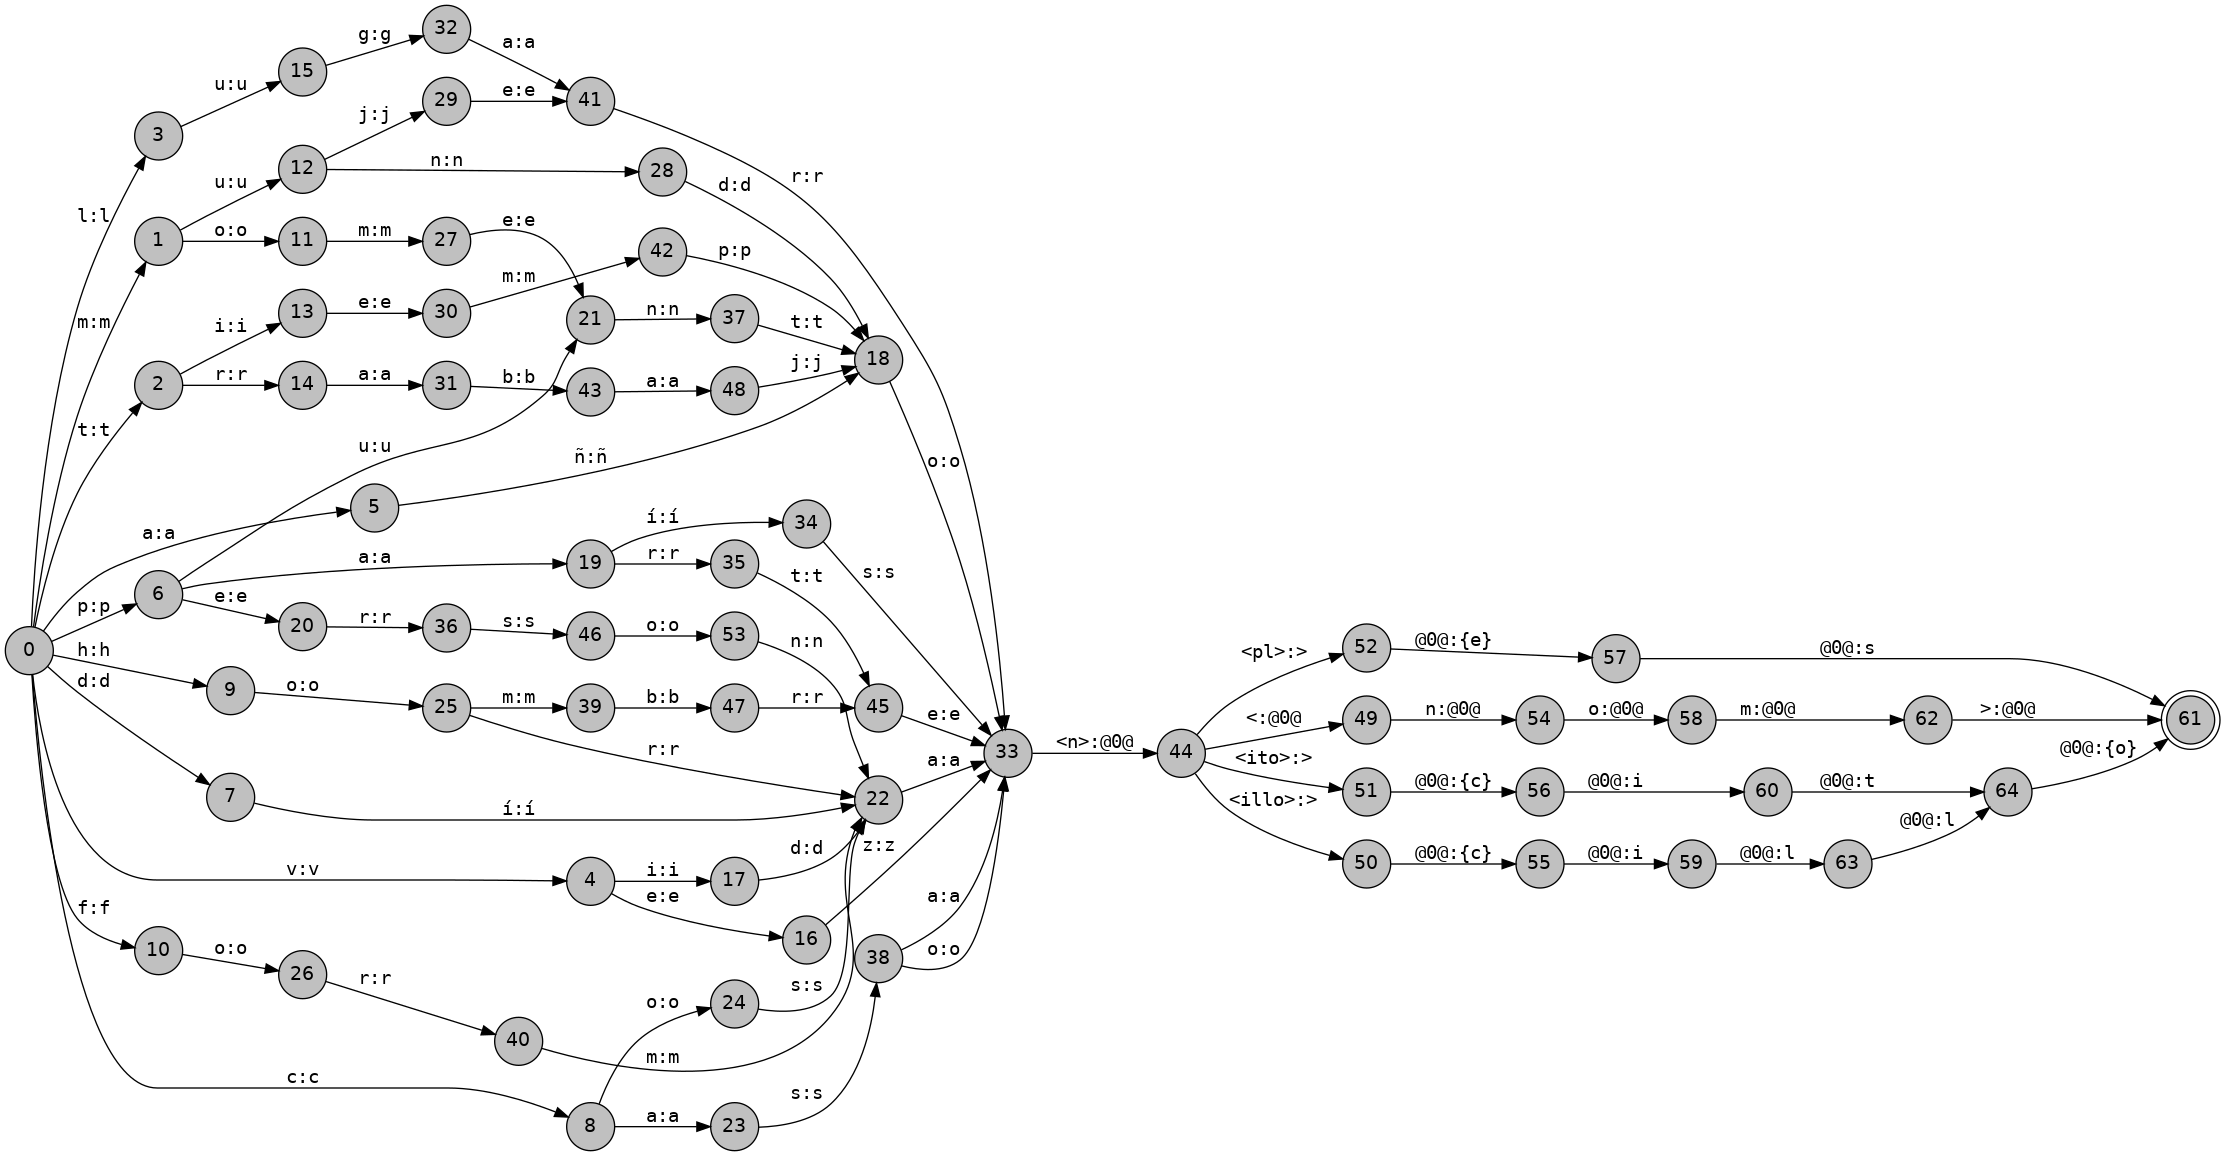 32
g:g
15
a:a
u:u
29
e:e
41
j:j
3
12
n:n
28
r:r
u:u
d:d
l:l
1
o:o
11
m:m
27
e:e
42
p:p
m:m
13
e:e
30
m:m
21
n:n
37
t:t
i:i
18
2
r:r
14
a:a
31
b:b
43
a:a
48
j:j
t:t
u:u
ñ:ñ
o:o
a:a
5
í:í
34
a:a
19
r:r
35
t:t
s:s
p:p
6
e:e
20
r:r
36
s:s
46
o:o
53
n:n
0
h:h
9
o:o
25
m:m
39
b:b
47
r:r
45
e:e
d:d
r:r
33
<n>:@0@
44
a:a
7
í:í
22
v:v
4
i:i
17
d:d
z:z
e:e
16
f:f
10
o:o
26
r:r
38
a:a
o:o
o:o
24
s:s
40
m:m
c:c
8
a:a
23
s:s
<pl>:>
52
@0@:{e}
57
@0@:s
<:@0@
49
n:@0@
54
o:@0@
58
m:@0@
62
>:@0@
61
<ito>:>
51
@0@:{c}
56
@0@:i
60
@0@:t
64
@0@:{o}
<illo>:>
50
@0@:{c}
55
@0@:i
59
@0@:l
63
@0@:l